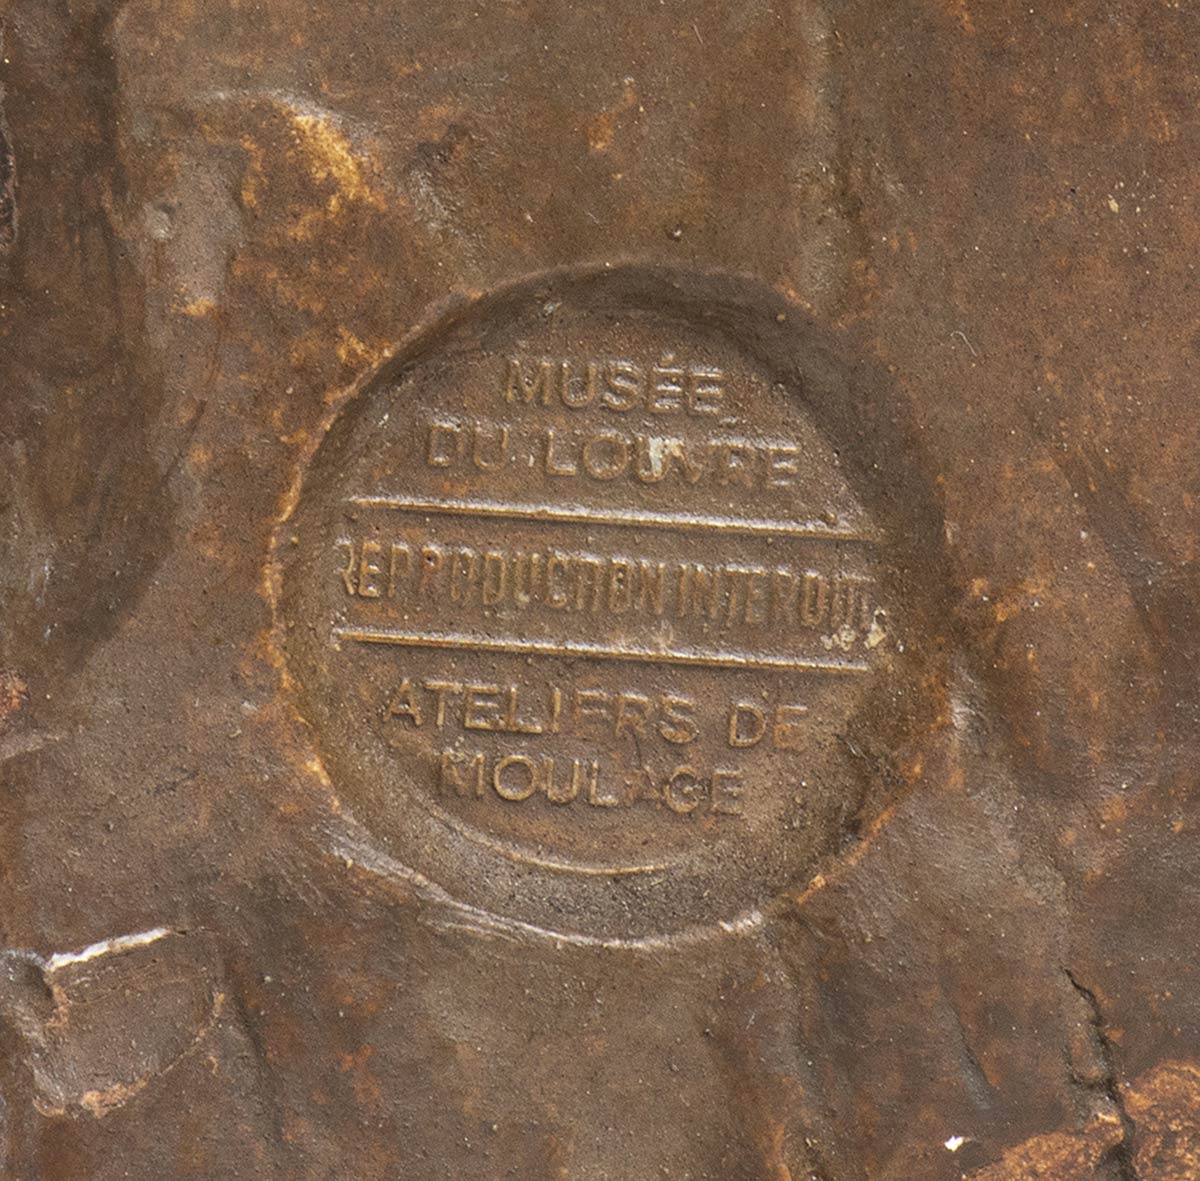 MUSÉE
DU LOUVRE
REPRODUCTION INTERDITE
ATELIERS DE
MOULAGE